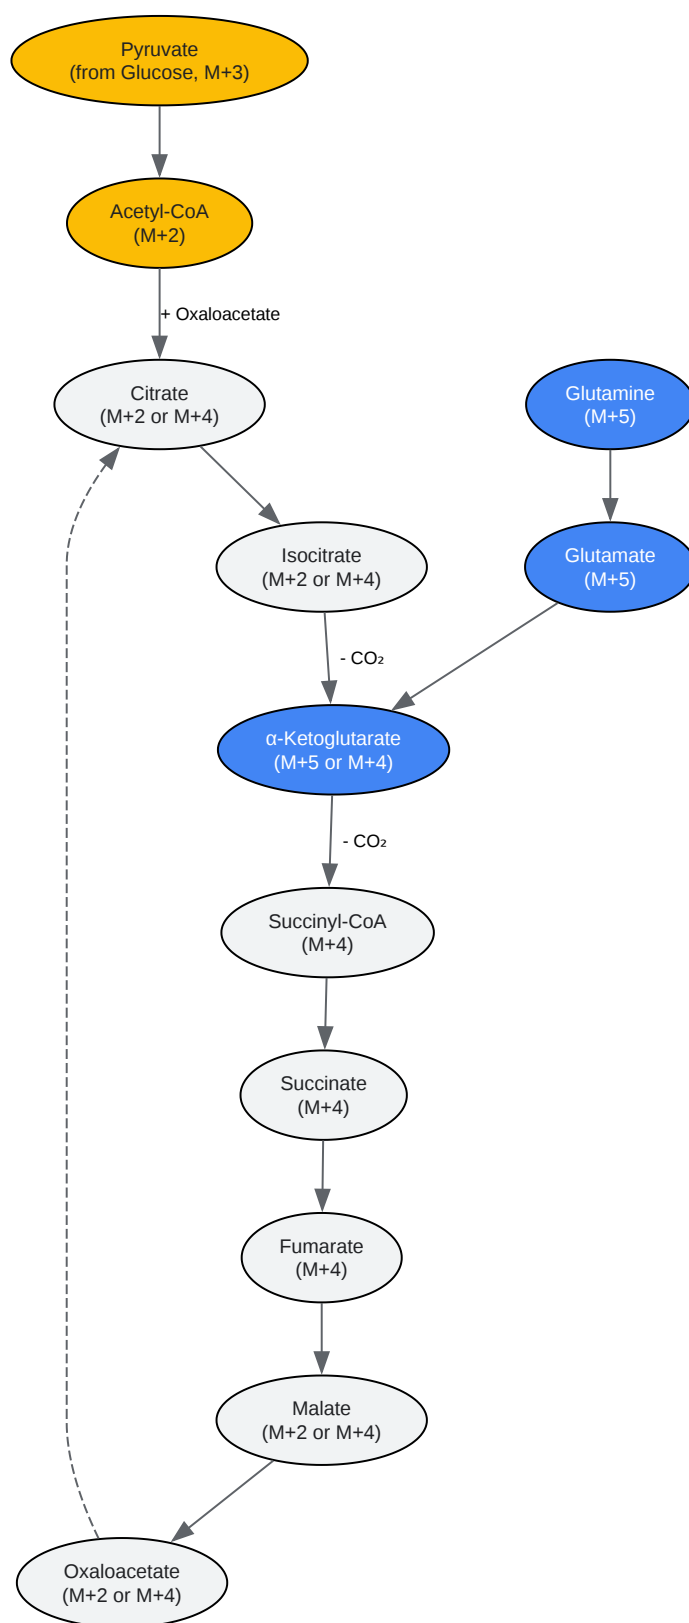 Pyruvate
(from Glucose, M+3)
Acetyl-CoA
(M+2)
+ Oxaloacetate
Citrate
(M+2 or M+4)
Glutamine
(M+5)
Isocitrate
(M+2 or M+4)
Glutamate
(M+5)
- CO₂
α-Ketoglutarate
(M+5 or M+4)
- CO₂
Succinyl-CoA
(M+4)
Succinate
(M+4)
Fumarate
(M+4)
Malate
(M+2 or M+4)
Oxaloacetate
(M+2 or M+4)